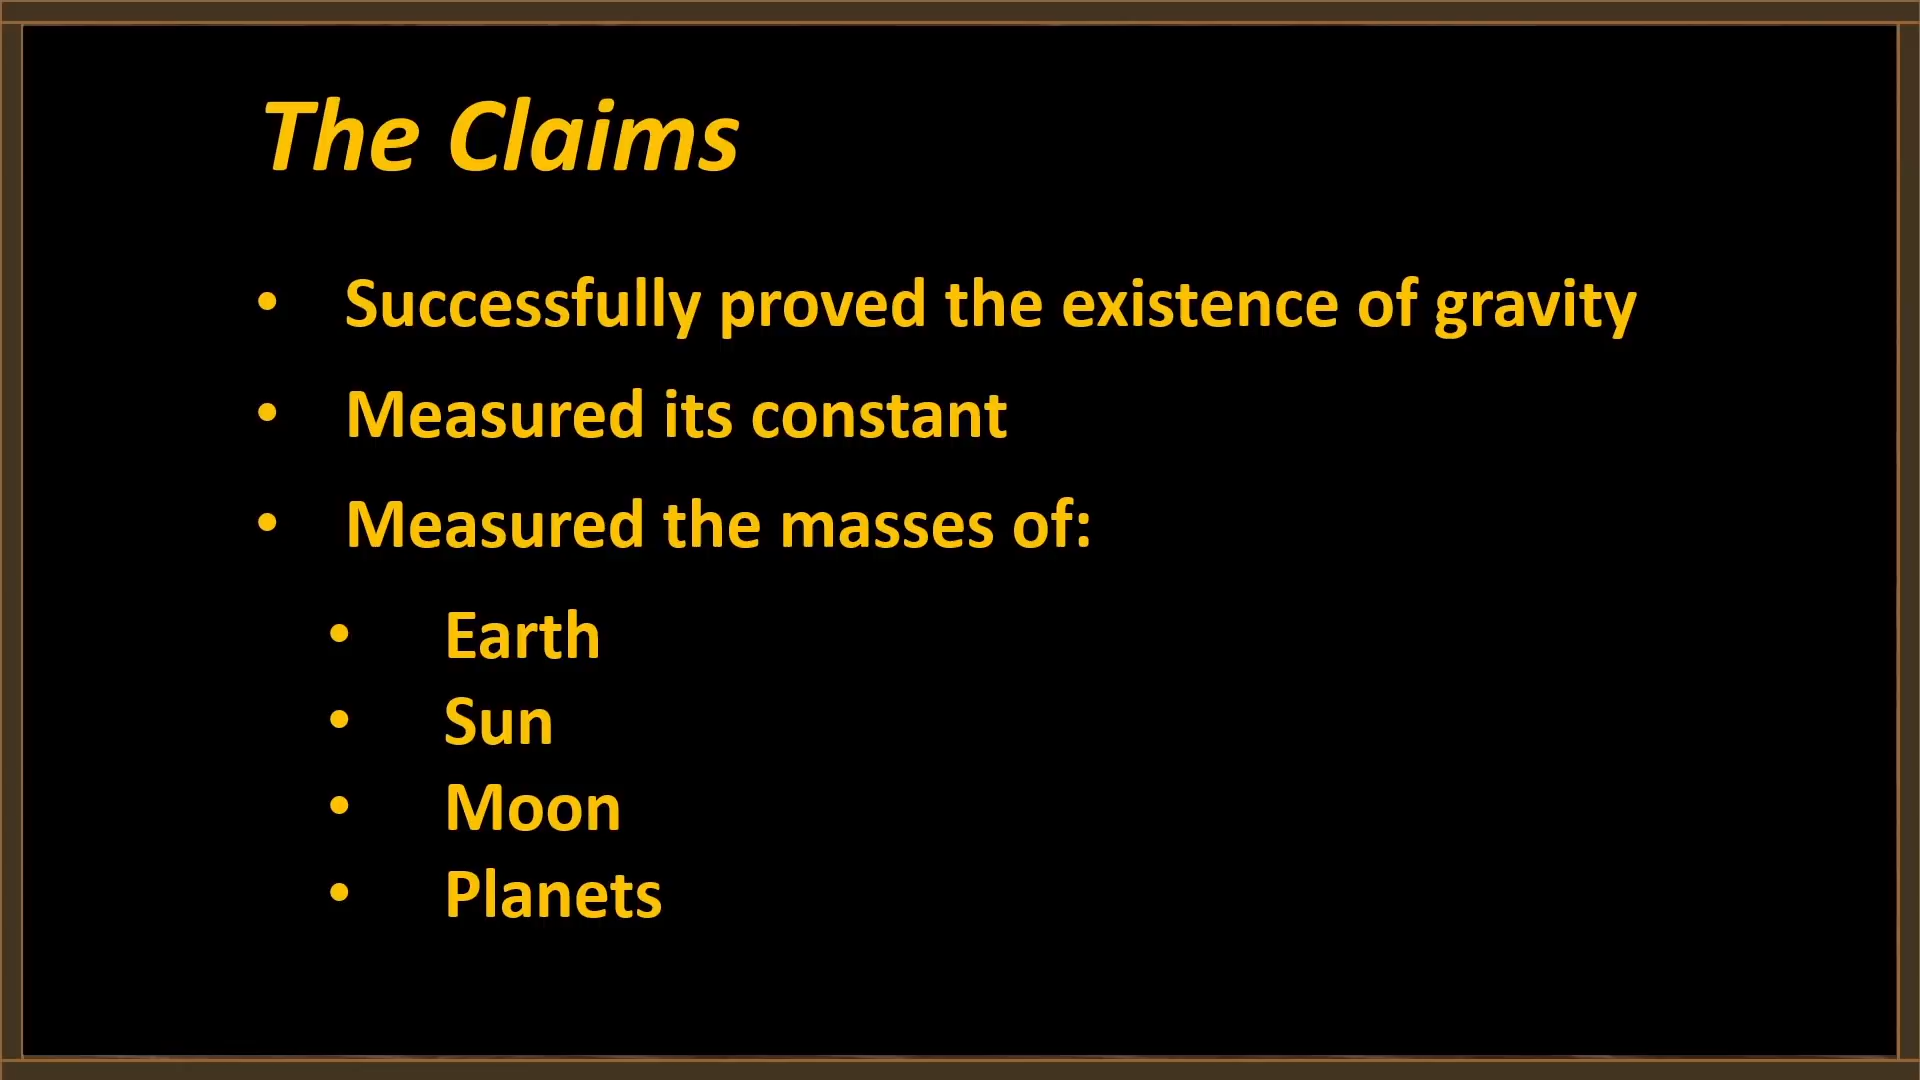 The Claims
• Successfully proved the existence of gravity
• Measured its constant
• Measured the masses of:
• Earth
• Sun
• Moon
• Planets